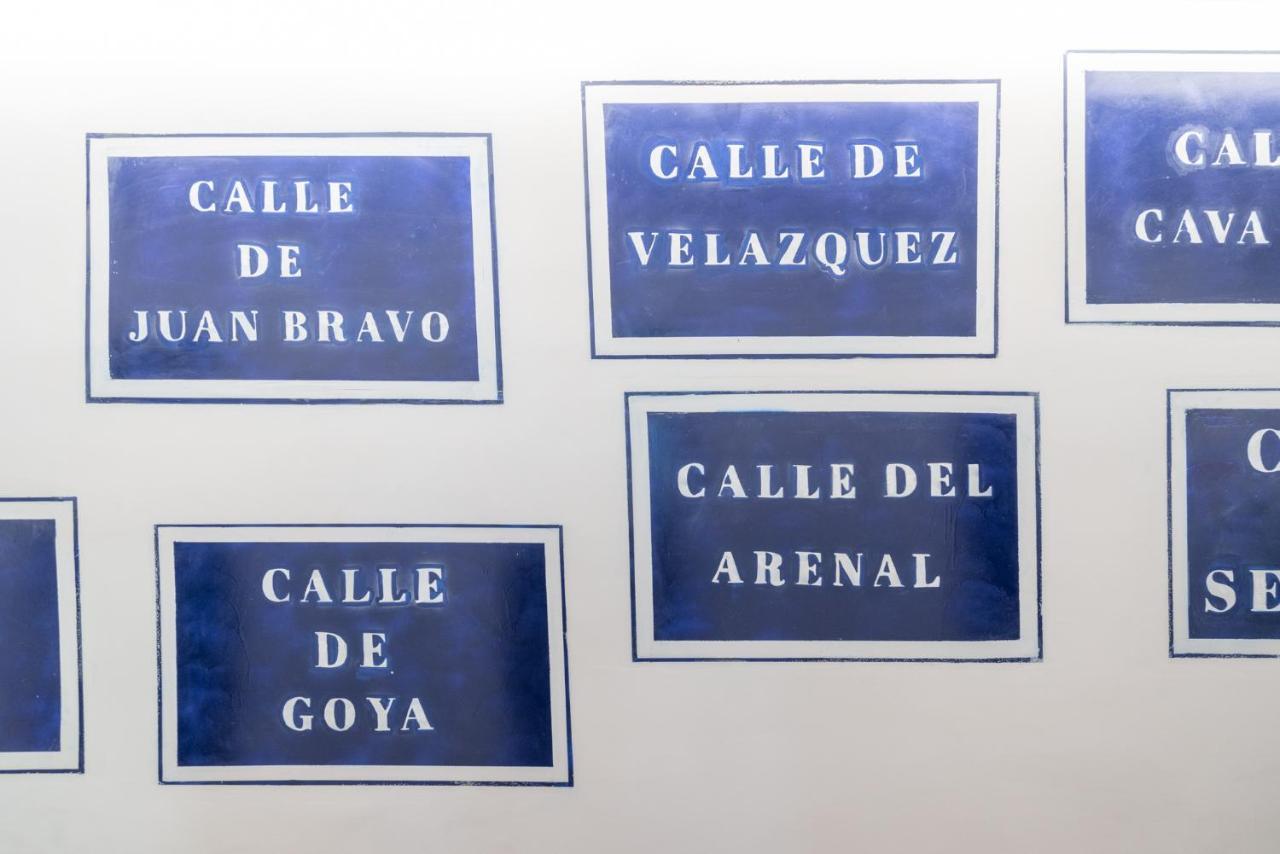 CALLE
DE
JUAN BRAVO
CALLE DE
VELAZQUEZ
CAVA
CALLE
DE
GOYA
CALLE DEL
ARENAL